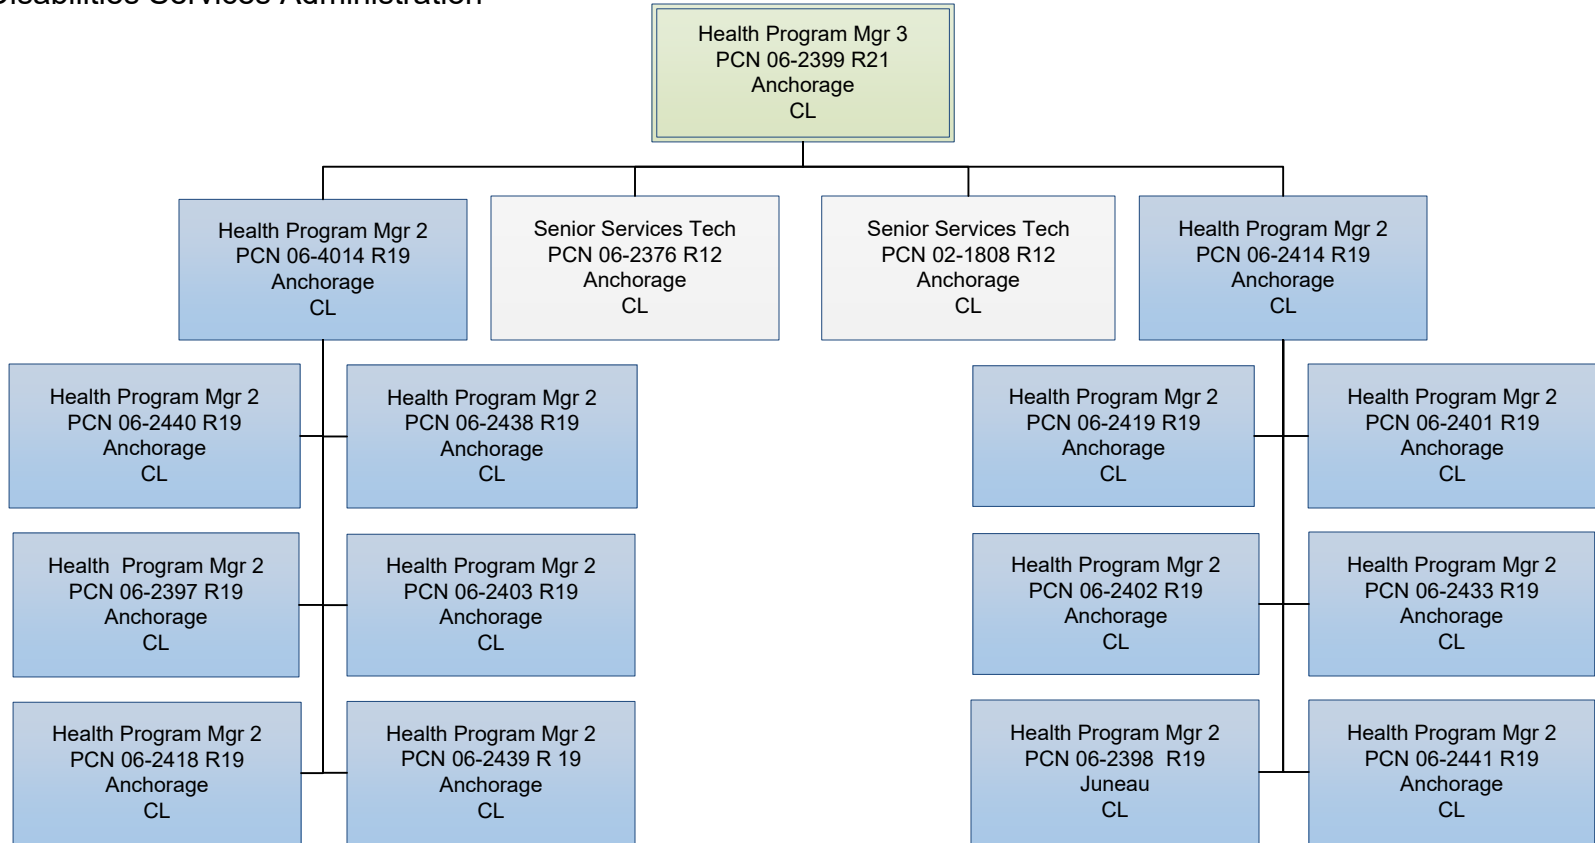 Disabilities Services Administration
Health Program Mgr 3
PCN 06-2399 R21
Anchorage
CL
Health Program Mgr 2
PCN 06-4014 R19
Anchorage
CL
Senior Services Tech
PCN 06-2376 R12
Anchorage
CL
Senior Services Tech
PCN 02-1808 R12
Anchorage
CL
Health Program Mgr 2
PCN 06-2414 R19
Anchorage
CL
Health Program Mgr 2
PCN 06-2440 R19
Anchorage
CL
Health Program Mgr 2
PCN 06-2438 R19
Anchorage
CL
Health Program Mgr 2
PCN 06-2419 R19
Anchorage
CL
Health Program Mgr 2
PCN 06-2401 R19
Anchorage
CL
Health  Program Mgr 2
PCN 06-2397 R19
Anchorage
CL
Health Program Mgr 2
PCN 06-2403 R19
Anchorage
CL
Health Program Mgr 2
PCN 06-2402 R19
Anchorage
CL
Health Program Mgr 2
PCN 06-2433 R19
Anchorage
CL
Health Program Mgr 2
PCN 06-2418 R19
Anchorage
CL
Health Program Mgr 2
PCN 06-2439 R 19
Anchorage
CL
Health Program Mgr 2
PCN 06-2398  R19
Juneau
CL
Health Program Mgr 2
PCN 06-2441 R19
Anchorage
CL